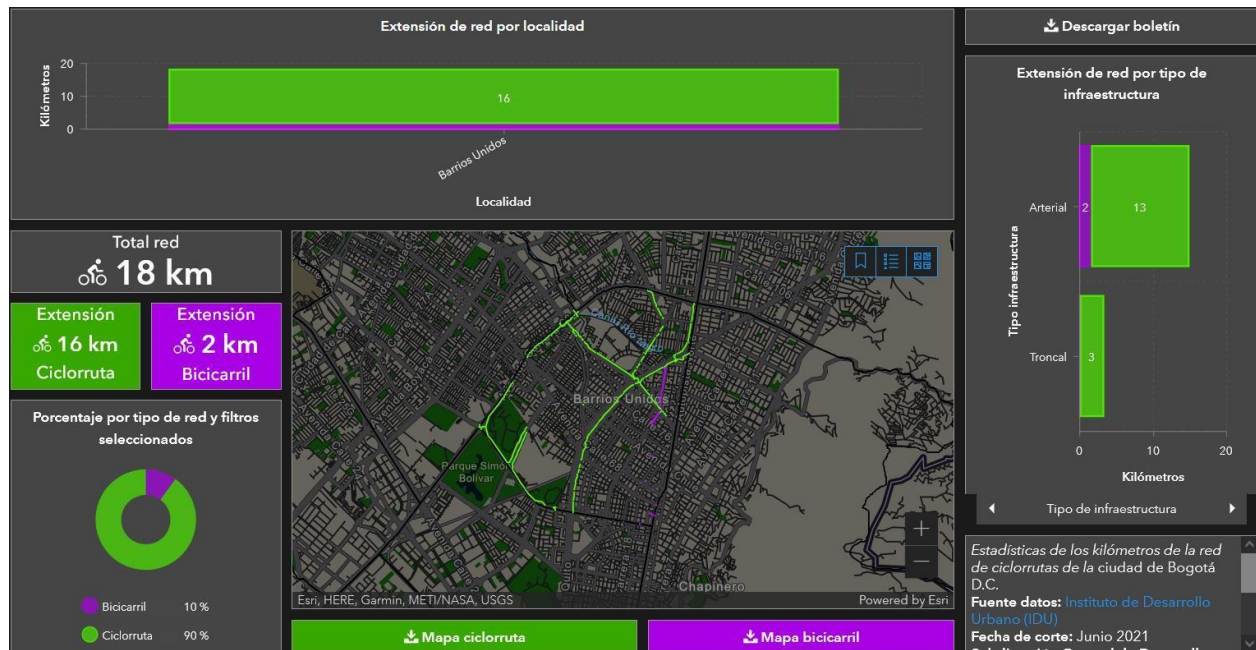 Extensión de red por localidad
Kilómetros
20
10
0
16
Barrios Unidos
Localidad
Descargar boletín
Extensión de red por tipo de
infraestructura
Tipo infraestructura
Arterial
2
13
Troncal
3
0
10
20
Kilómetros
Tipo de infraestructura
Total red
18 km
Extensión
16 km
Ciclorruta
Extensión
2 km
Bicicarril
Porcentaje por tipo de red y filtros
seleccionados
Bicicarril 10 %
Ciclorruta 90 %
Barrios Unidos
Parque Simón
Bolívar
Chapinero
Esri, HERE, Garmin, METI/NASA, USGS
Powered by Esri
Mapa ciclorruta
Mapa bicicarril
Estadísticas de los kilómetros de la red
de ciclorrutas de la ciudad de Bogotá
D.C.
Fuente datos: Instituto de Desarrollo
Urbano (IDU)
Fecha de corte: Junio 2021